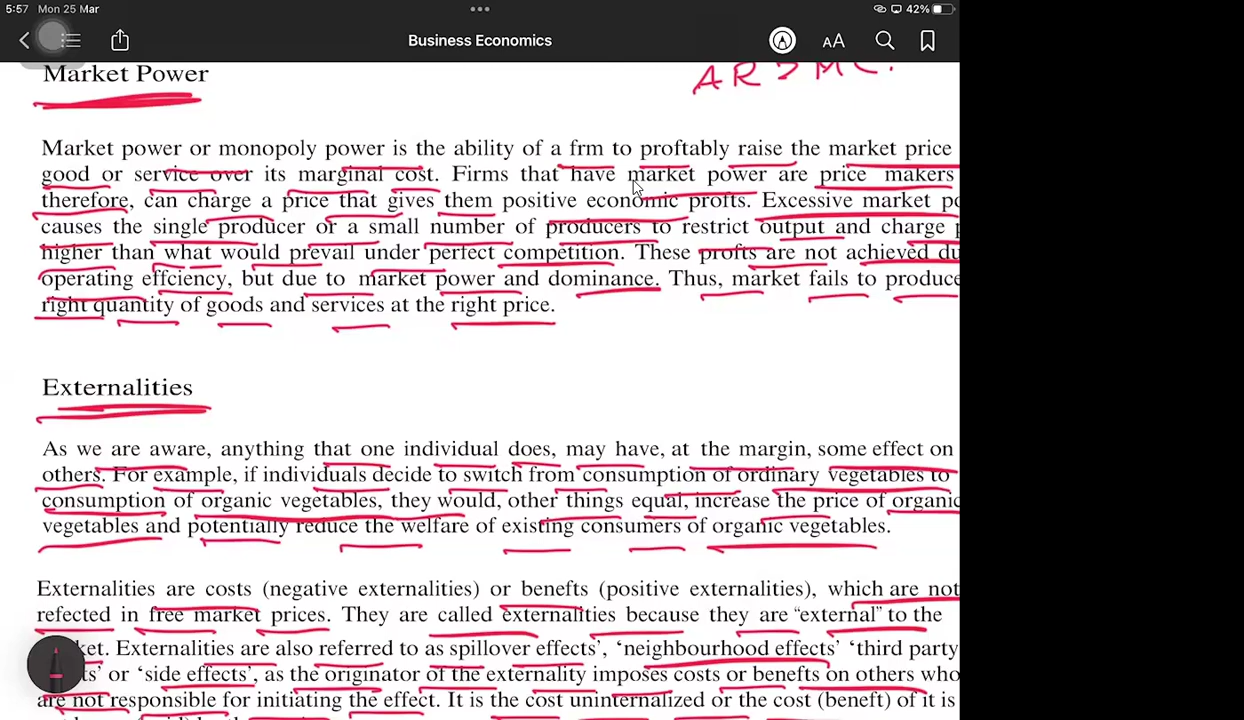 5:57 Mon 25 Mar
42%
Business Economics
AA
Market Power
AR > MC.
Market power or monopoly power is the ability of a frm to proftably raise the market price
good or service over its marginal cost. Firms that have market power are price makers
therefore, can charge a price that gives them positive economic profts. Excessive market
causes the single producer or a small number of producers to restrict output and charge
higher than what would prevail under perfect competition. These profts are not achieved
operating effciency, but due to market power and dominance. Thus, market fails to produce
right quantity of goods and services at the right price.
Externalities
As we are aware, anything that one individual does, may have, at the margin, some effect on
others. For example, if individuals decide to switch from consumption of ordinary vegetables to
consumption of organic vegetables, they would, other things equal, increase the price of organic
vegetables and potentially reduce the welfare of existing consumers of organic vegetables.
Externalities are costs (negative externalities) or benefts (positive externalities), which are not
refected in free market prices. They are called externalities because they are “external” to the
Externalities are also referred to as spillover effects’, ‘neighbourhood effects’ ‘third party
or ‘side effects’, as the originator of the externality imposes costs or benefits on others who
are not responsible for initiating the effect. It is the cost uninternalized or the cost (beneft) of it is